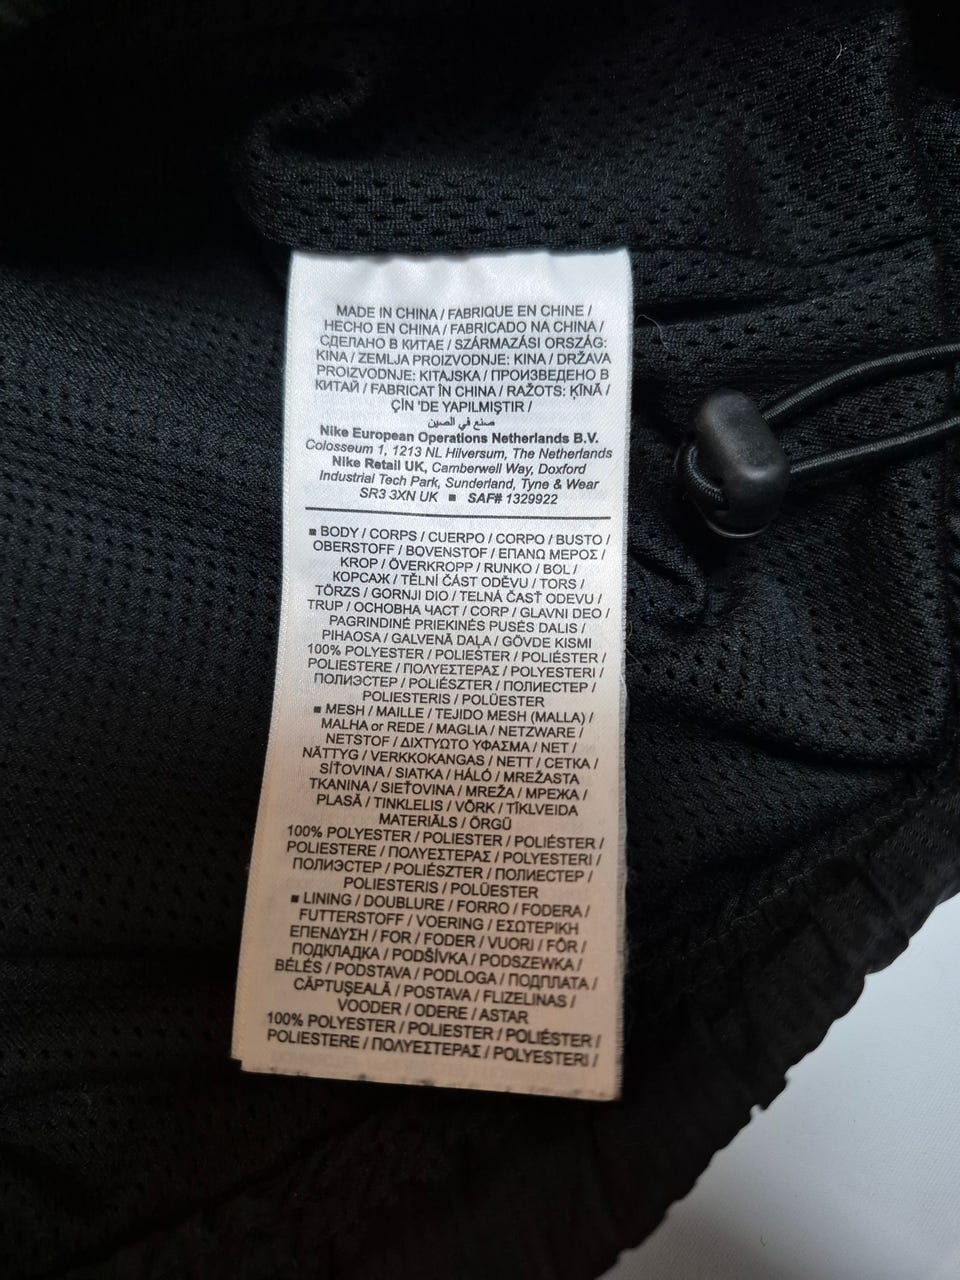 MADE IN CHINA / FABRIQUE EN CHINE /
HECHO EN CHINA / FABRICADO NA CHINA /
СДЕЛАНО В КИТАЕ / SZÁRMAZÁSI ORSZÁG:
KINA / ZEMLJA PROIZVODNJE: KINA / DRŽAVA
PROIZVODNJE: KITAJSKA / ПРОИЗВЕДЕНО В
КИТАЙ / FABRICAT ÎN CHINA / RAŽOTS: ĶĪNĀ /
ÇİN 'DE YAPILMIŞTIR /
صنع في الصين
Nike European Operations Netherlands B.V.
Colosseum 1, 1213 NL Hilversum, The Netherlands
Nike Retail UK, Camberwell Way, Doxford
Industrial Tech Park, Sunderland, Tyne & Wear
SR3 3XN UK ■ SAF# 1329922
■ BODY / CORPS / CUERPO / CORPO / BUSTO /
OBERSTOFF / BOVENSTOF / ΕΠΑΝΩ ΜΕΡΟΣ /
KROP / ÖVERKROPP / RUNKO / BOL /
КОРСАЖ / TĚLNÍ ČÁST ODĚVU / TORS /
TÖRZS / GORNJI DIO / TELNÁ ČASŤ ODEVU /
TRUP / ОСНОВНА ЧАСТ / CORP / GLAVNI DEO /
PAGRINDINĖ PRIEKINĖS PUSĖS DALIS /
PIHAOSA / GALVENĀ DAĻA / GÖVDE KISMI
100% POLYESTER / POLIESTER / POLIÉSTER /
POLIESTERE / ΠΟΛΥΕΣΤΕΡΑΣ / POLYESTERI /
ПОЛИЭСТЕР / POLIÉSZTER / ПОЛИЕСТЕР /
POLIESTERIS / POLÜESTER
■ MESH / MAILLE / TEJIDO MESH (MALLA) /
MALHA or REDE / MAGLIA / NETZWARE /
NETSTOF / ΔΙΧΤΥΩΤΟ ΥΦΑΣΜΑ / NET /
NÄTTYG / VERKKOKANGAS / NETT / СЕТКА /
SÍŤOVINA / SIATKA / HÁLÓ / MREŽASTA
TKANINA / SIEŤOVINA / MREŽA / МРЕЖА /
PLASĂ / TINKLELIS / VÕRK / TĪKLVEIDA
MATERIĀLS / ÖRGÜ
100% POLYESTER / POLIESTER / POLIÉSTER /
POLIESTERE / ΠΟΛΥΕΣΤΕΡΑΣ / POLYESTERI /
ПОЛИЭСТЕР / POLIÉSZTER / ПОЛИЕСТЕР /
POLIESTERIS / POLÜESTER
■ LINING / DOUBLURE / FORRO / FODERA /
FUTTERSTOFF / VOERING / ΕΣΩΤΕΡΙΚΗ
ΕΠΕΝΔΥΣΗ / FOR / FODER / VUORI / FÔR /
ПОДКЛАДКА / PODŠÍVKA / PODSZEWKA /
BÉLÉS / PODSTAVA / PODLOGA / ПОДПЛАТА /
CĂPTUŞEALĂ / POSTAVA / FLIZELINAS /
VOODER / ODERE / ASTAR
100% POLYESTER / POLIESTER / POLIÉSTER /
POLIESTERE / ΠΟΛΥΕΣΤΕΡΑΣ / POLYESTERI /